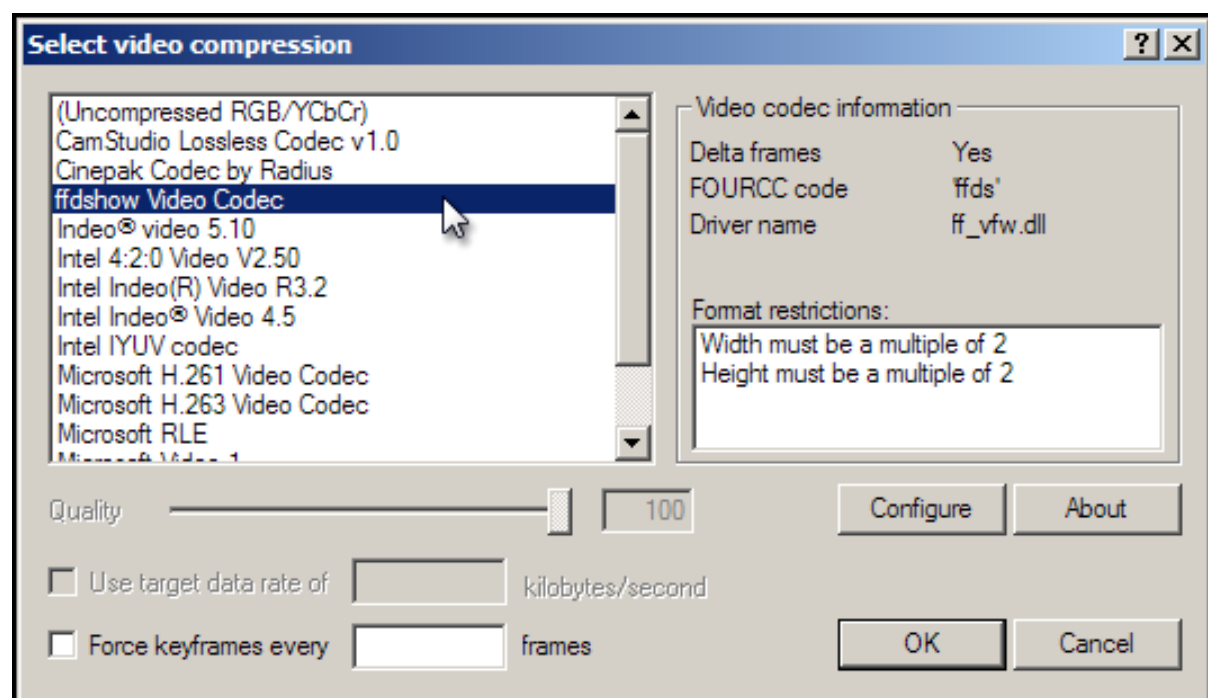 Select video compression
(Uncompressed RGB/YCbCr)
CamStudio Lossless Codec v1.0
Cinepak Codec by Radius
ffdshow Video Codec
Indeo® video 5.10
Intel 4:2:0 Video V2.50
Intel Indeo(R) Video R3.2
Intel Indeo® Video 4.5
Intel IYUV codec
Microsoft H.261 Video Codec
Microsoft H.263 Video Codec
Microsoft RLE
Microsoft Video 1
Video codec information
Delta frames Yes
FOURCC code 'ffds'
Driver name ff_vfw.dll
Format restrictions:
Width must be a multiple of 2
Height must be a multiple of 2
Quality 100
Configure About
Use target data rate of kilobytes/second
Force keyframes every frames
OK Cancel